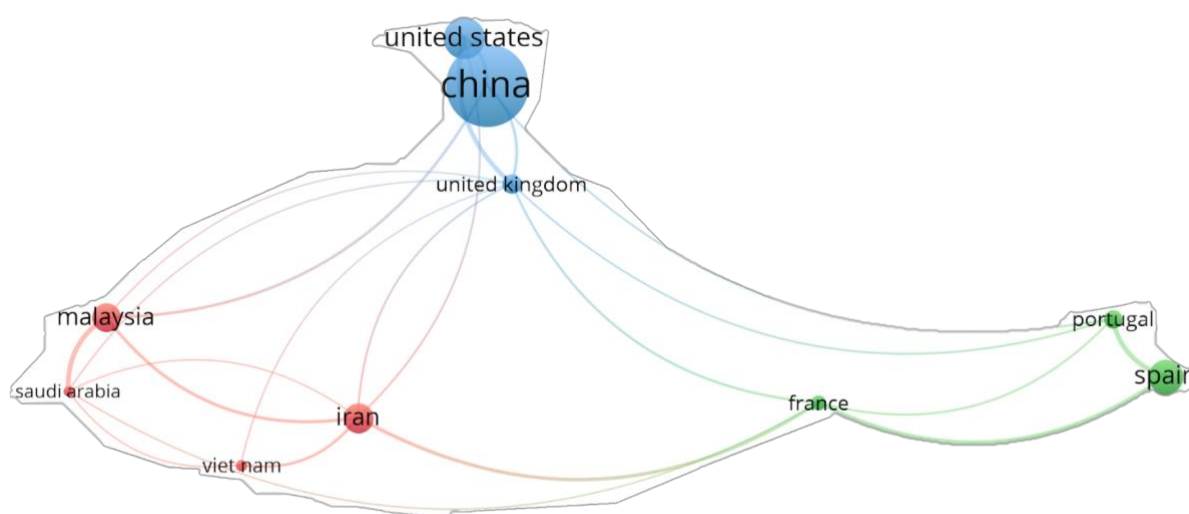 united states
china
united kingdom
malaysia
portugal
saudi arabia
spain
france
iran
viet nam